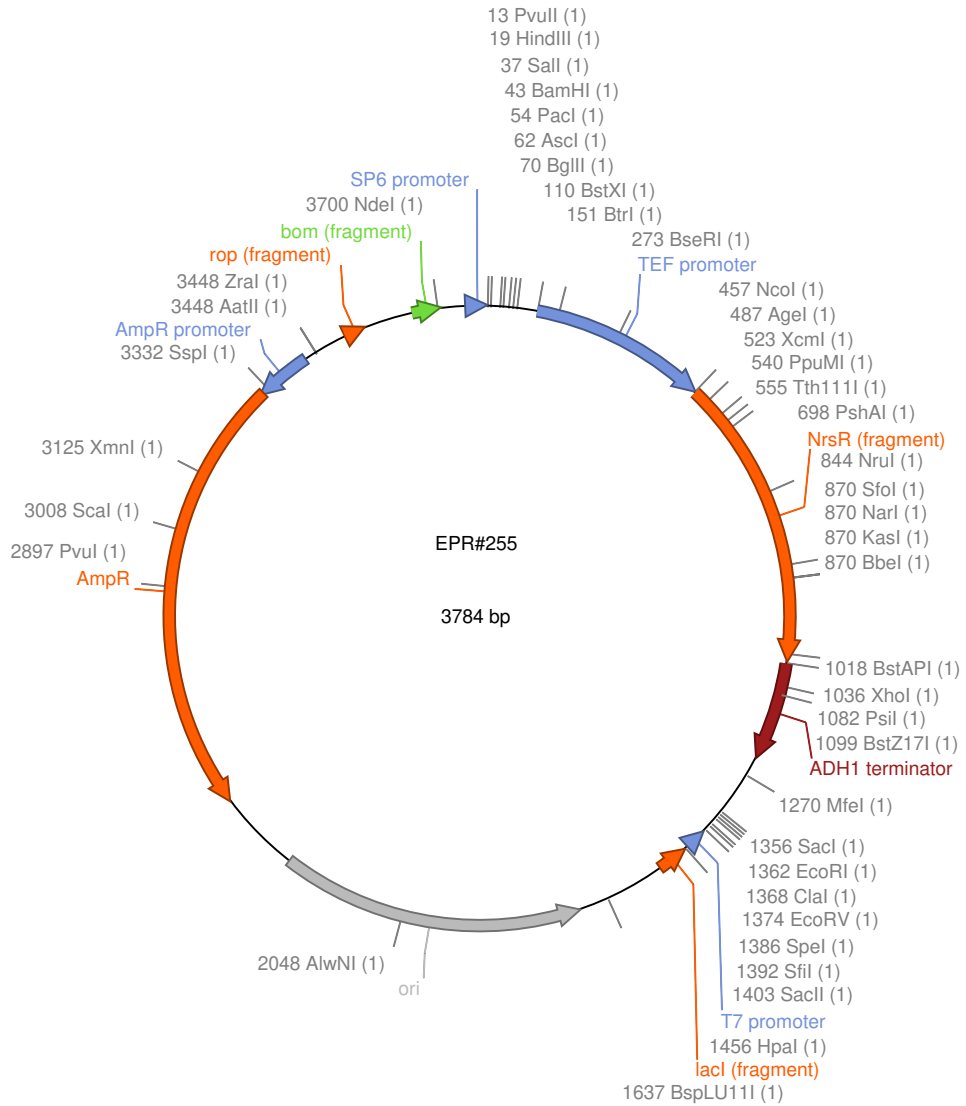 13 PvuII (1)
19 HindIII (1)
37 SalI (1)
43 BamHI (1)
54 PacI (1)
62 AscI (1)
70 BglII (1)
110 BstXI (1)
151 BtrI (1)
273 BseRI (1)
TEF promoter
457 NcoI (1)
487 AgeI (1)
523 XcmI (1)
540 PpuMI (1)
555 Tth111I (1)
698 PshAI (1)
NrsR (fragment)
844 NruI (1)
870 SfoI (1)
870 NarI (1)
870 KasI (1)
870 BbeI (1)
1018 BstAPI (1)
1036 XhoI (1)
1082 PsiI (1)
1099 BstZ17I (1)
ADH1 terminator
1270 MfeI (1)
1356 SacI (1)
1362 EcoRI (1)
1368 ClaI (1)
1374 EcoRV (1)
1386 SpeI (1)
1392 SfiI (1)
1403 SacII (1)
T7 promoter
1456 HpaI (1)
lacI (fragment)
1637 BspLU11I (1)
ori
2048 AlwNI (1)
AmpR
2897 PvuI (1)
3008 ScaI (1)
3125 XmnI (1)
3332 SspI (1)
AmpR promoter
3448 AatII (1)
3448 ZraI (1)
rop (fragment)
bom (fragment)
3700 NdeI (1)
SP6 promoter
EPR#255
3784 bp